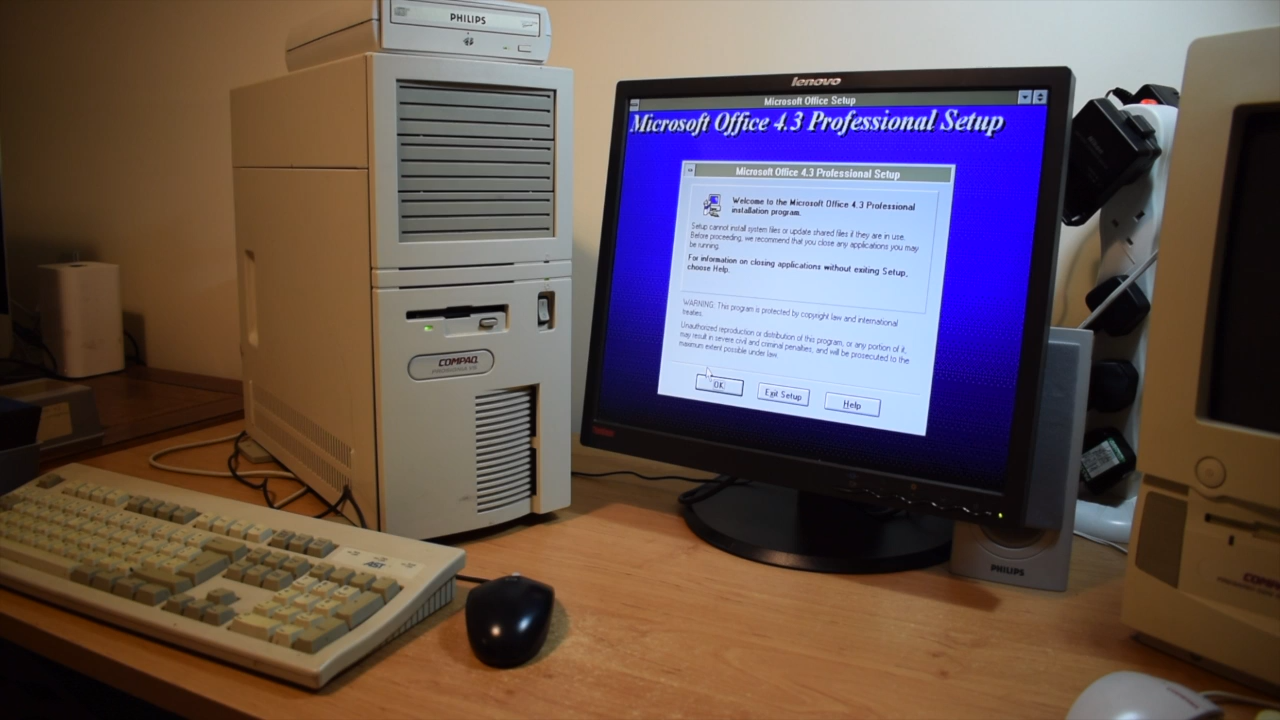 PHILIPS
lenovo
Microsoft Office Setup
Microsoft Office 4.3 Professional Setup
Microsoft Office 4.3 Professional Setup
Welcome to the Microsoft Office 4.3 Professional
installation program.
Setup cannot install system files or update shared files if they are in use.
Before proceeding, we recommend that you close any applications you may
be running.
For information on closing applications without exiting Setup,
choose Help.
WARNING: This program is protected by copyright law and international
treaties.
Unauthorized reproduction or distribution of this program, or any portion of it,
may result in severe civil and criminal penalties, and will be prosecuted to the
maximum extent possible under law.
OK
Exit Setup
Help
COMPAQ
AST
PHILIPS